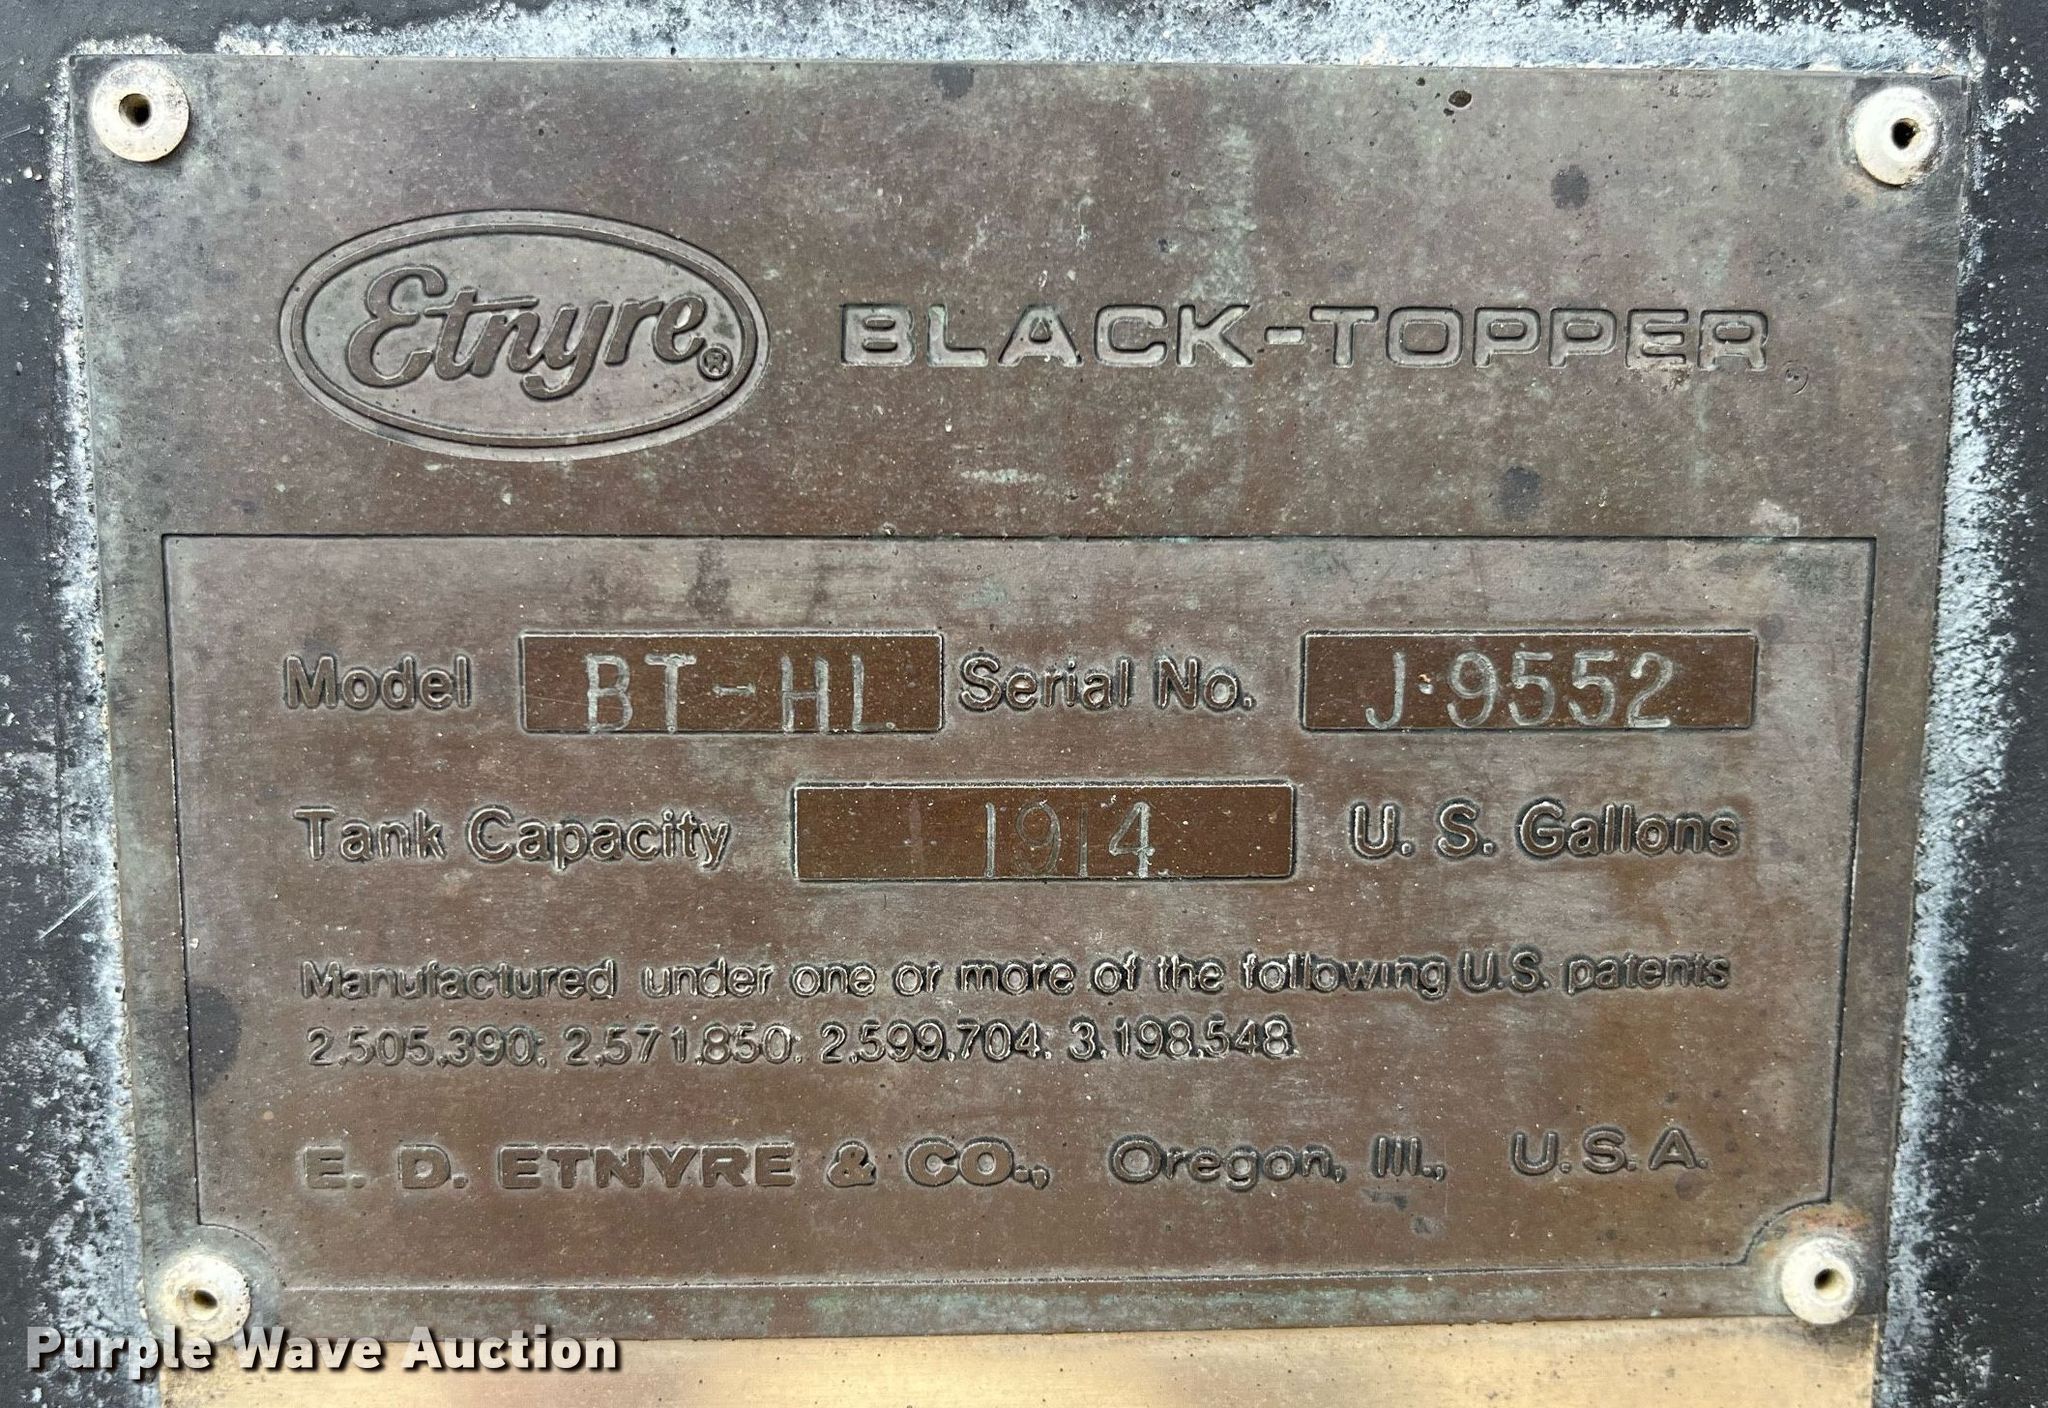 Etnyre® BLACK-TOPPER
Model BT-HL Serial No. J-9552
Tank Capacity 1914 U. S. Gallons
Manufactured under one or more of the following U.S. patents
2,505,390; 2,571,850; 2,599,704; 3,198,548
E. D. ETNYRE & CO., Oregon, Ill., U.S.A.
Purple Wave Auction